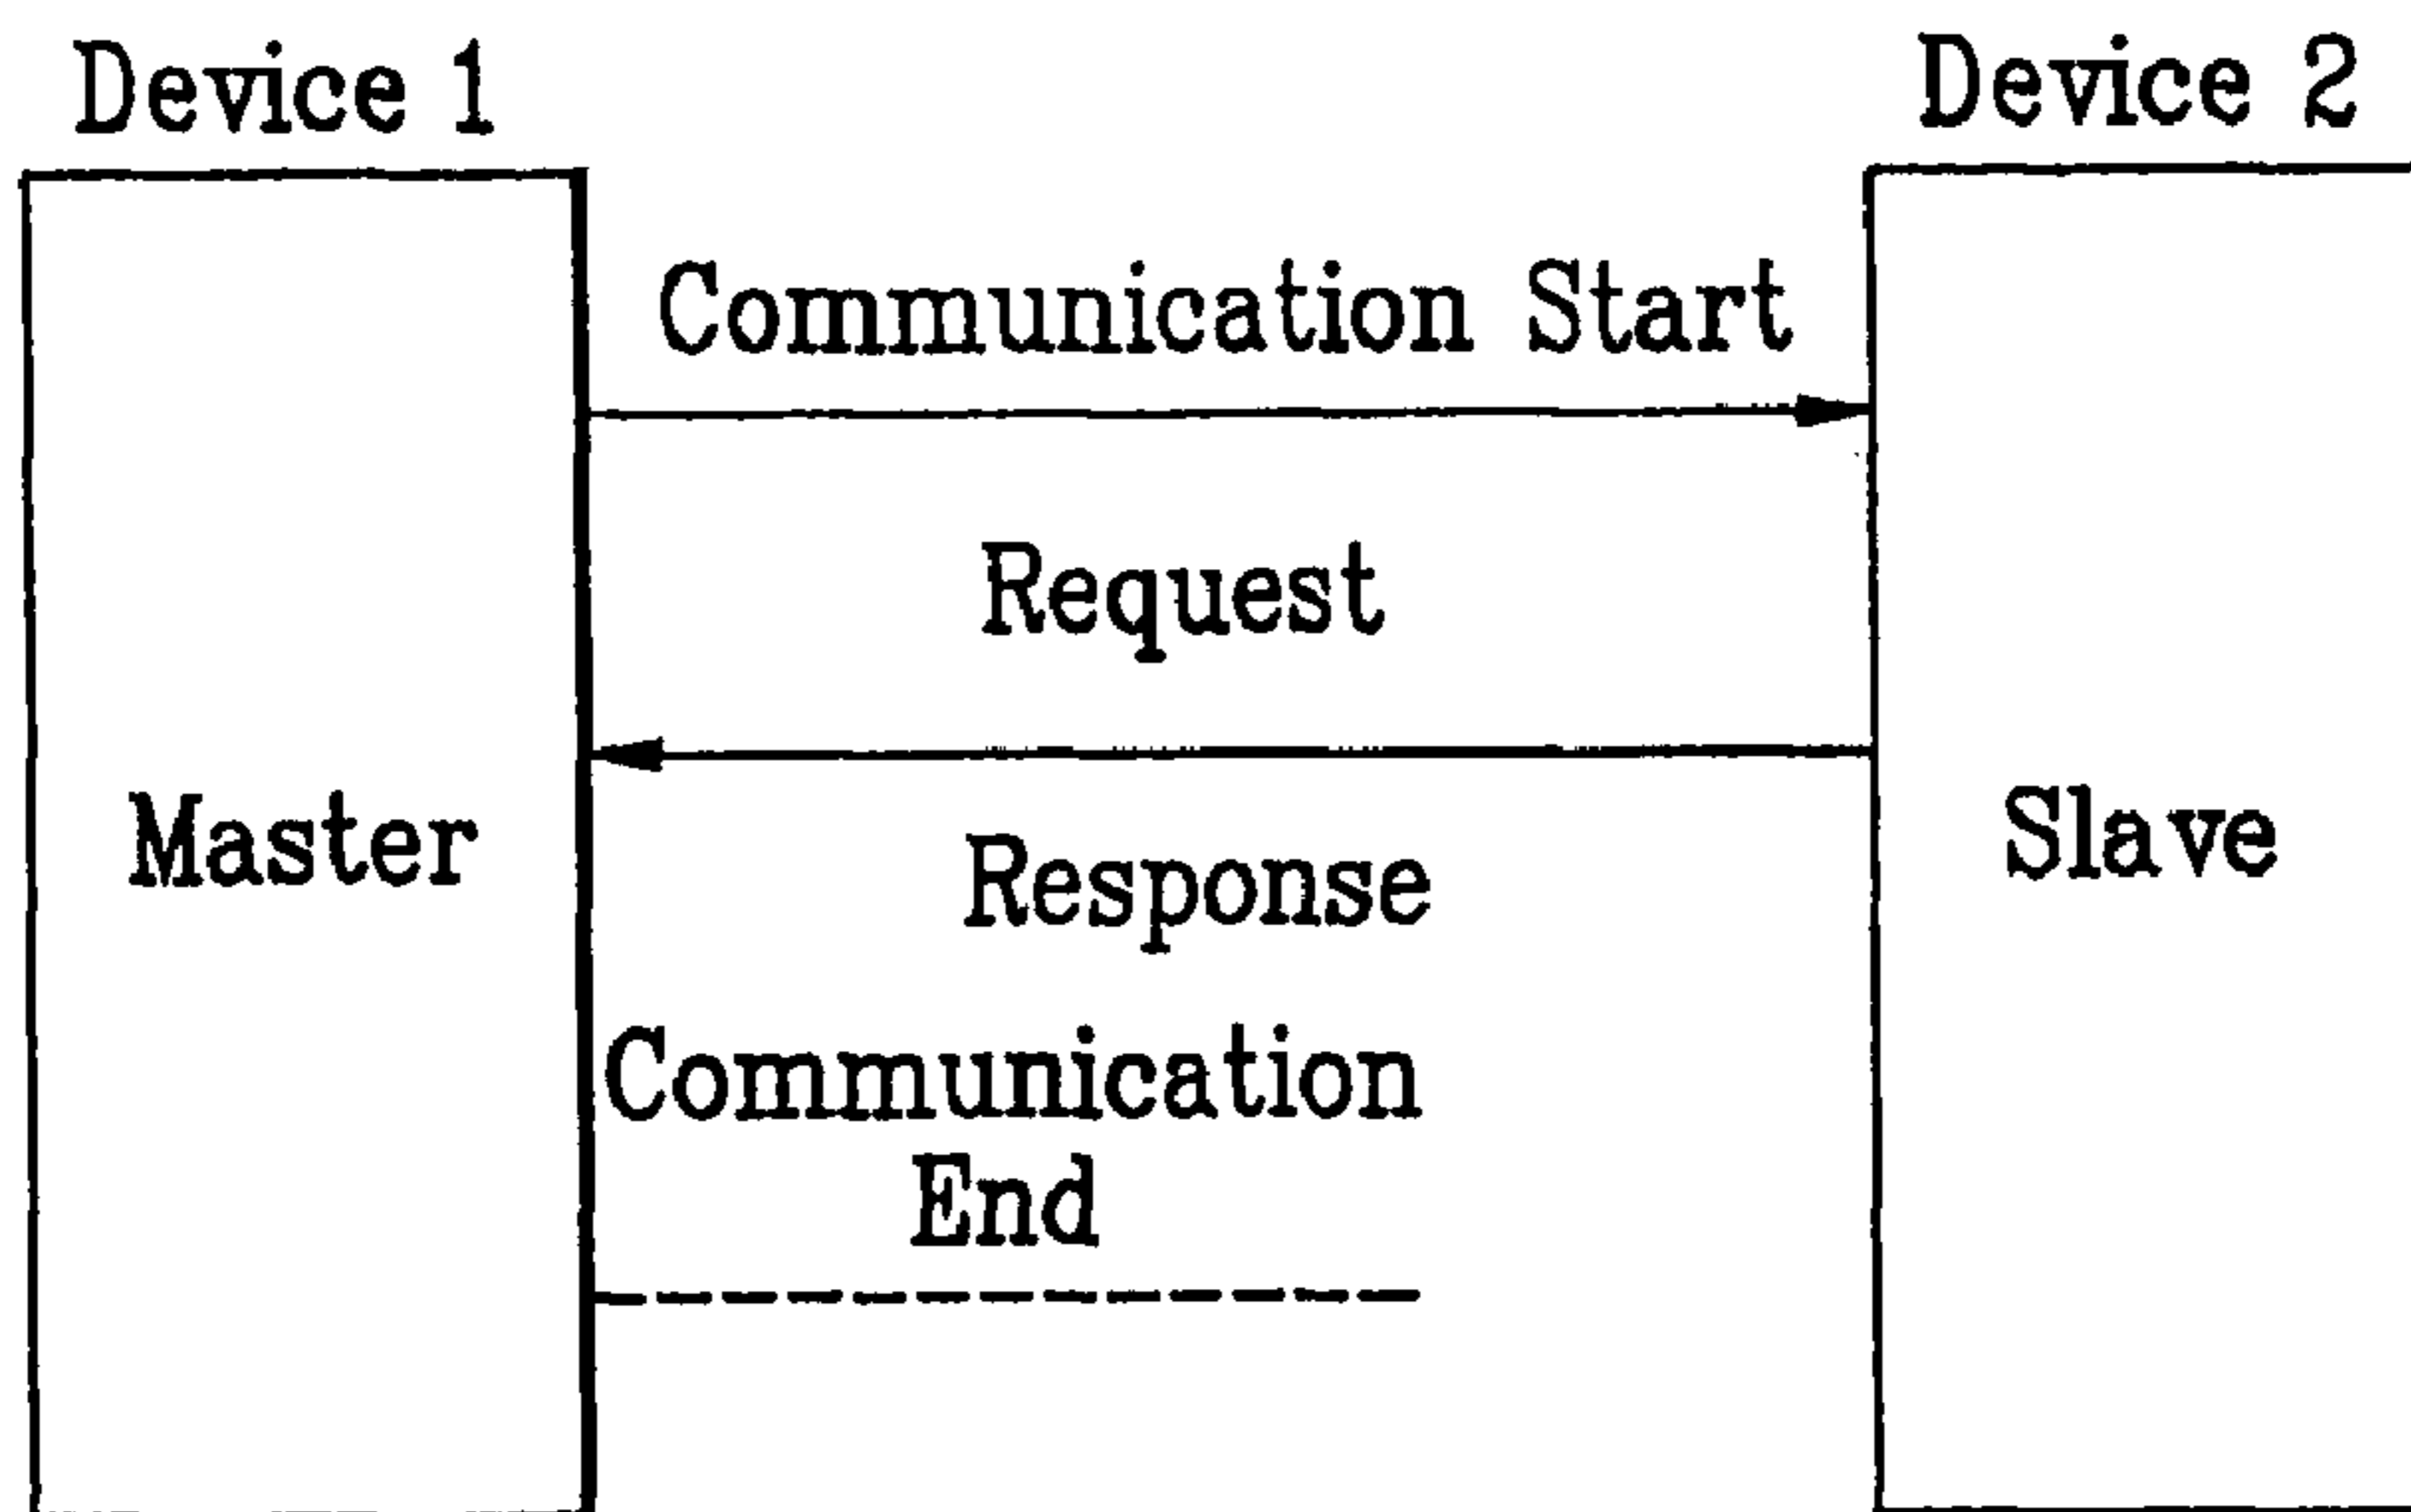 Device 1
Device 2
Communication Start
Request
Master
Slave
Response
Communication
End